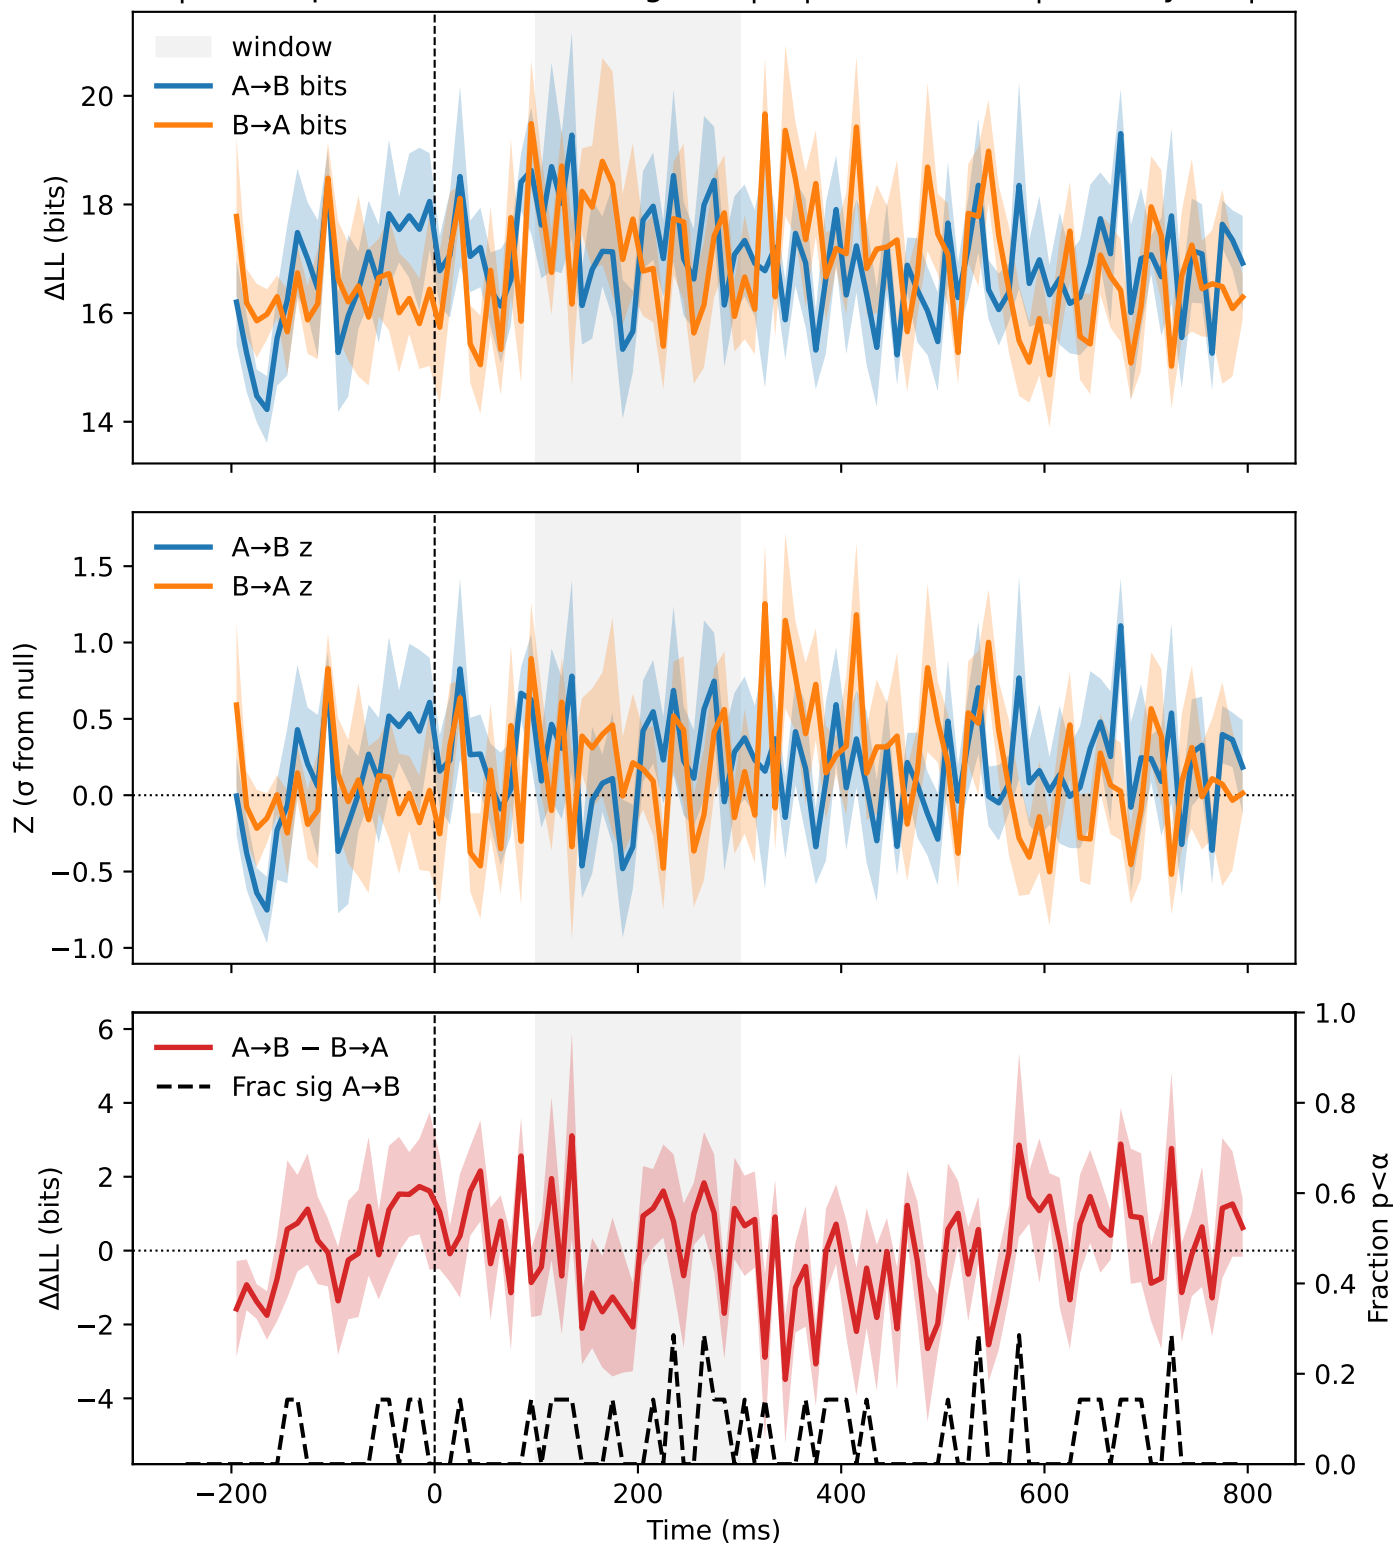 window
A→B bits
B→A bits
20
18
16
14
ΔLL (bits)
A→B z
B→A z
1.5
1.0
0.5
0.0
−0.5
−1.0
Z (σ from null)
A→B − B→A
Frac sig A→B
6
4
2
0
−2
−4
ΔΔLL (bits)
1.0
0.8
0.6
0.4
0.2
0.0
Fraction p<α
−200 0 200 400 600 800
Time (ms)